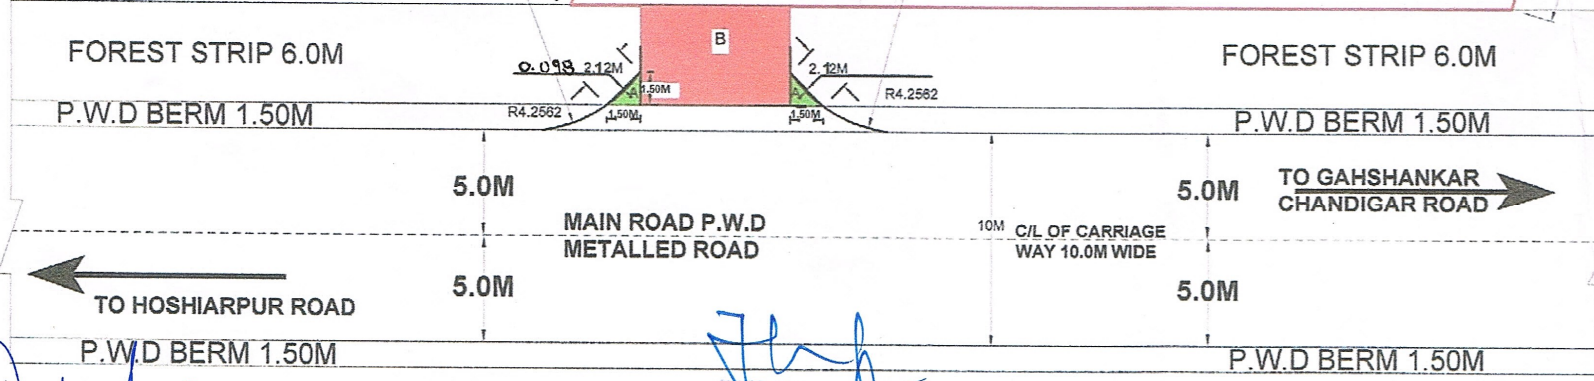 B
FOREST STRIP 6.0M
FOREST STRIP 6.0M
0.098 2.12M
2.12M
A 1.50M
A
R4.2562
R4.2562
1.50M
1.50M
P.W.D BERM 1.50M
P.W.D BERM 1.50M
5.0M
5.0M
TO GAHSHANKAR
CHANDIGAR ROAD
MAIN ROAD P.W.D
METALLED ROAD
10M
C/L OF CARRIAGE
WAY 10.0M WIDE
5.0M
5.0M
TO HOSHIARPUR ROAD
P.W.D BERM 1.50M
P.W.D BERM 1.50M